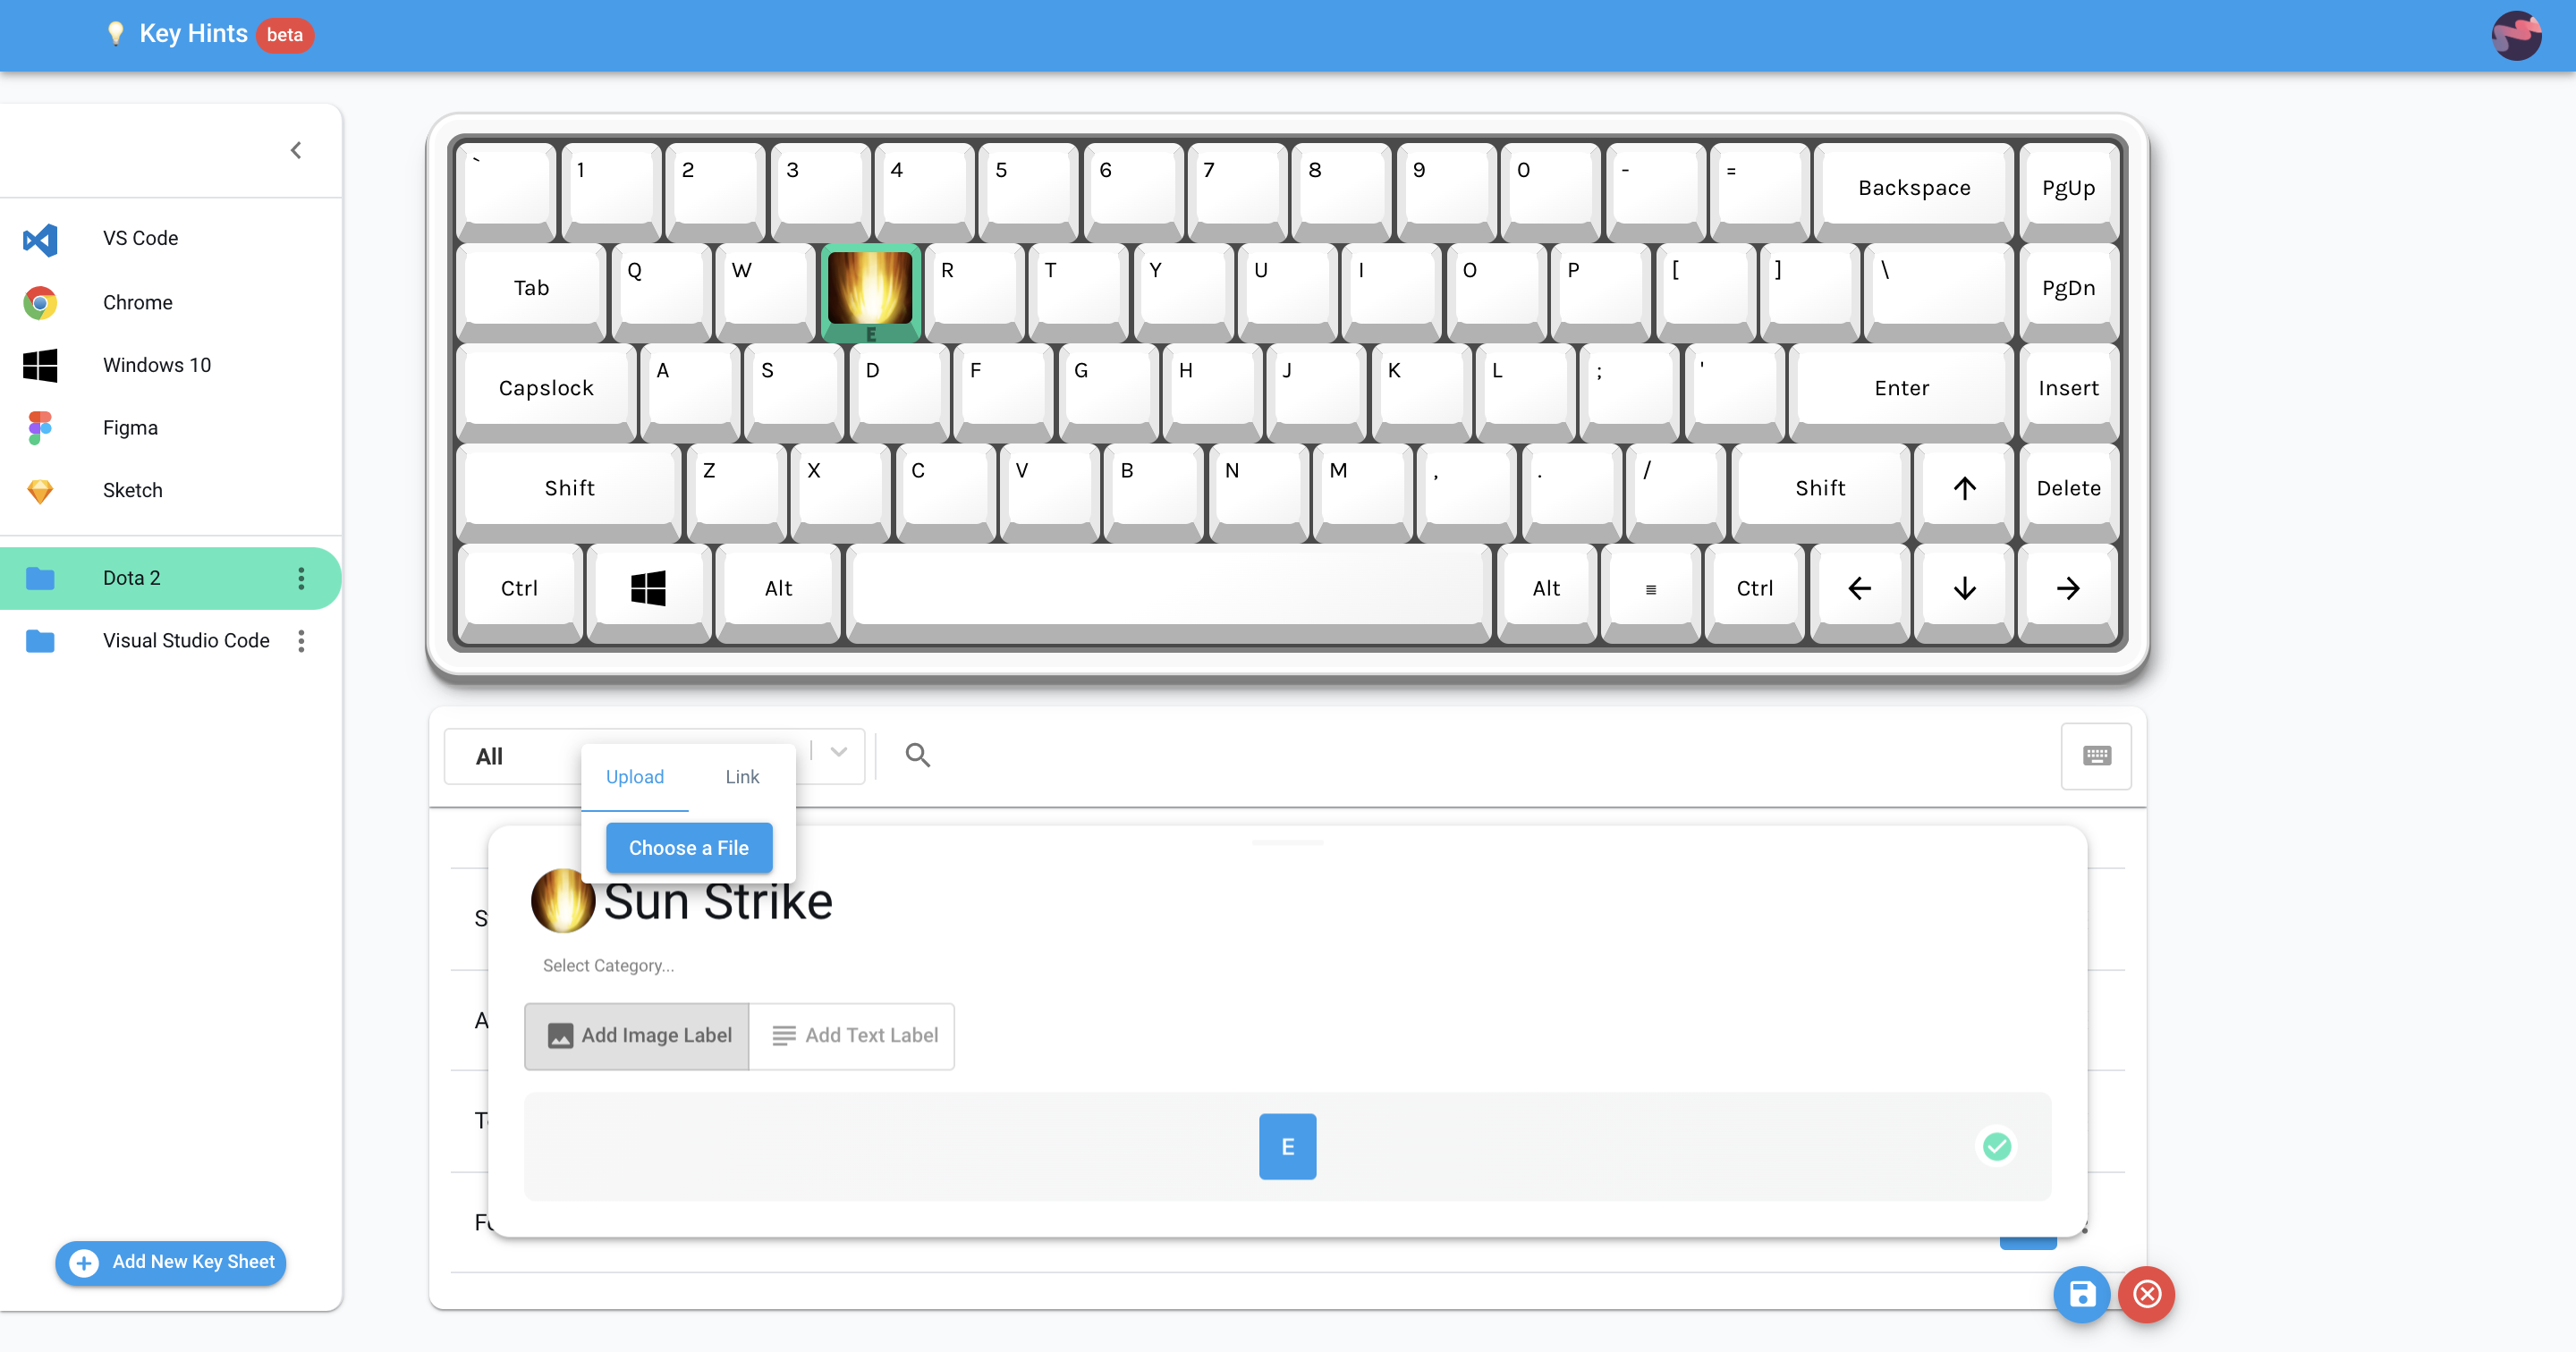 Key Hints beta
VS Code
Chrome
Windows 10
Figma
Sketch
Dota 2
Visual Studio Code
Add New Key Sheet
` 1 2 3 4 5 6 7 8 9 0 - = Backspace PgUp
Tab Q W E R T Y U I O P [ ] \ PgDn
Capslock A S D F G H J K L ; ' Enter Insert
Shift Z X C V B N M , . / Shift ↑ Delete
Ctrl Alt Alt ≡ Ctrl ← ↓ →
All
Upload Link
Choose a File
Sun Strike
S
Select Category...
A
Add Image Label Add Text Label
T
E
F